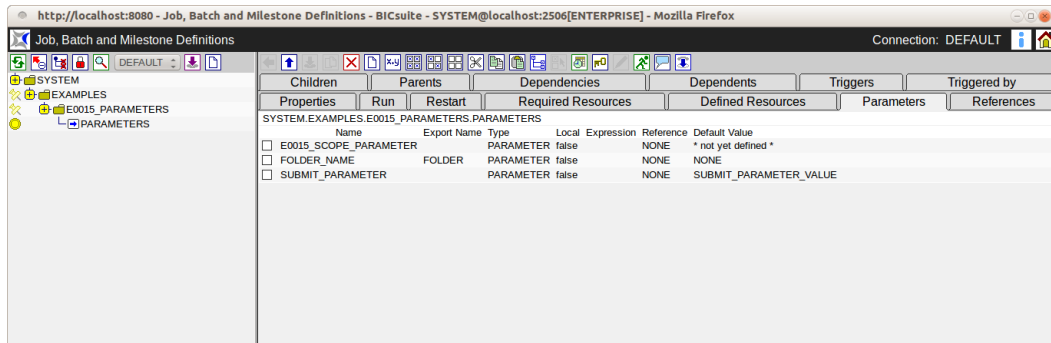 http://localhost:8080 - Job, Batch and Milestone Definitions - BICsuite - SYSTEM@localhost:2506[ENTERPRISE] - Mozilla Firefox
Job, Batch and Milestone Definitions
Connection: DEFAULT
DEFAULT
SYSTEM
EXAMPLES
E0015_PARAMETERS
PARAMETERS
Children Parents Dependencies Dependents Triggers Triggered by
Properties Run Restart Required Resources Defined Resources Parameters References
SYSTEM.EXAMPLES.E0015_PARAMETERS.PARAMETERS
Name Export Name Type Local Expression Reference Default Value
E0015_SCOPE_PARAMETER PARAMETER false NONE * not yet defined *
FOLDER_NAME FOLDER PARAMETER false NONE NONE
SUBMIT_PARAMETER PARAMETER false NONE SUBMIT_PARAMETER_VALUE